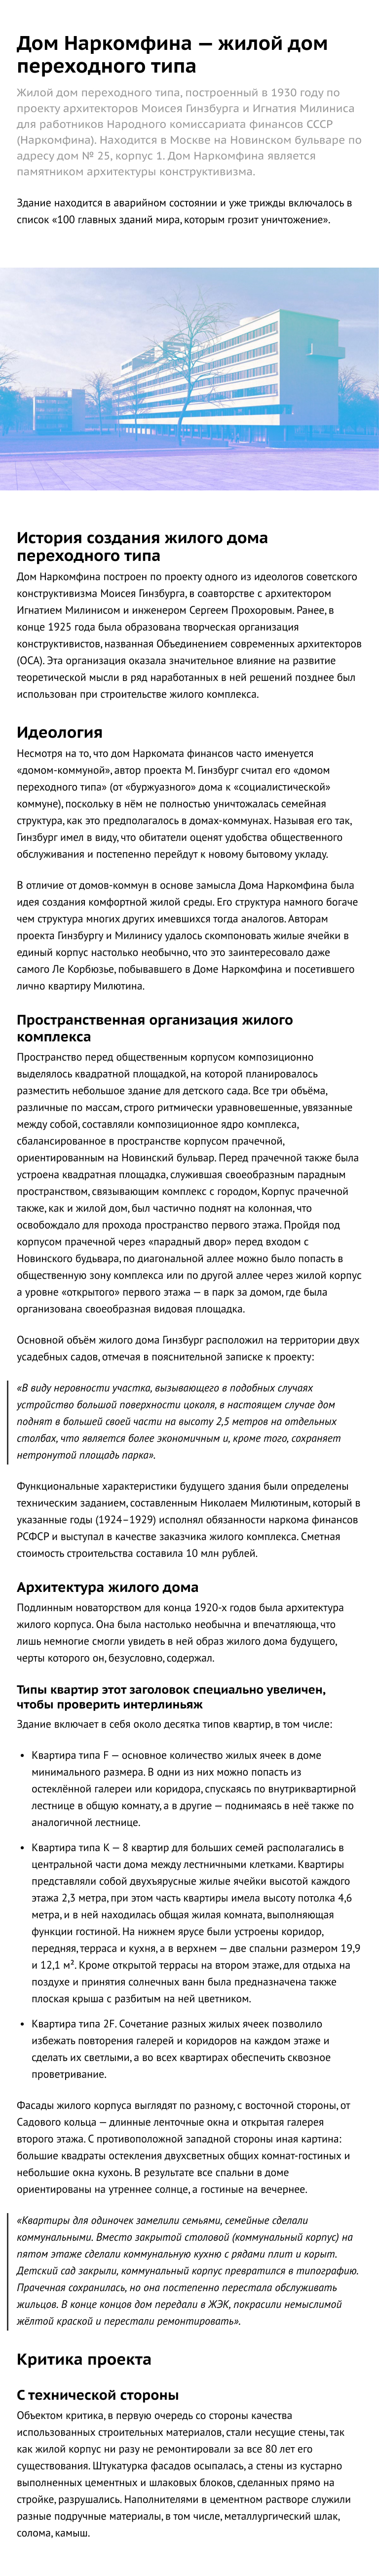 Дом Наркомфина — жилой дом
переходного типа
Жилой дом переходного типа, построенный в 1930 году по
проекту архитекторов Моисея Гинзбурга и Игнатия Милиниса
для работников Народного комиссариата финансов СССР
(Наркомфина). Находится в Москве на Новинском бульваре по
адресу дом № 25, корпус 1. Дом Наркомфина является
памятником архитектуры конструктивизма.
Здание находится в аварийном состоянии и уже трижды включалось в
список «100 главных зданий мира, которым грозит уничтожение».
История создания жилого дома
переходного типа
Дом Наркомфина построен по проекту одного из идеологов советского
конструктивизма Моисея Гинзбурга, в соавторстве с архитектором
Игнатием Милинисом и инженером Сергеем Прохоровым. Ранее, в
конце 1925 года была образована творческая организация
конструктивистов, названная Объединением современных архитекторов
(ОСА). Эта организация оказала значительное влияние на развитие
теоретической мысли в ряд наработанных в ней решений позднее был
использован при строительстве жилого комплекса.
Идеология
Несмотря на то, что дом Наркомата финансов часто именуется
«домом-коммуной», автор проекта М. Гинзбург считал его «домом
переходного типа» (от «буржуазного» дома к «социалистической»
коммуне), поскольку в нём не полностью уничтожалась семейная
структура, как это предполагалось в домах-коммунах. Называя его так,
Гинзбург имел в виду, что обитатели оценят удобства общественного
обслуживания и постепенно перейдут к новому бытовому укладу.
В отличие от домов-коммун в основе замысла Дома Наркомфина была
идея создания комфортной жилой среды. Его структура намного богаче
чем структура многих других имевшихся тогда аналогов. Авторам
проекта Гинзбургу и Милинису удалось скомпоновать жилые ячейки в
единый корпус настолько необычно, что это заинтересовало даже
самого Ле Корбюзье, побывавшего в Доме Наркомфина и посетившего
лично квартиру Милютина.
Пространственная организация жилого
комплекса
Пространство перед общественным корпусом композиционно
выделялось квадратной площадкой, на которой планировалось
разместить небольшое здание для детского сада. Все три объёма,
различные по массам, строго ритмически уравновешенные, увязанные
между собой, составляли композиционное ядро комплекса,
сбалансированное в пространстве корпусом прачечной,
ориентированным на Новинский бульвар. Перед прачечной также была
устроена квадратная площадка, служившая своеобразным парадным
пространством, связывающим комплекс с городом, Корпус прачечной
также, как и жилой дом, был частично поднят на колонная, что
освобождало для прохода пространство первого этажа. Пройдя под
корпусом прачечной через «парадный двор» перед входом с
Новинского будьвара, по диагональной аллее можно было попасть в
общественную зону комплекса или по другой аллее через жилой корпус
а уровне «открытого» первого этажа — в парк за домом, где была
организована своеобразная видовая площадка.
Основной объём жилого дома Гинзбург расположил на территории двух
усадебных садов, отмечая в пояснительной записке к проекту:
«В виду неровности участка, вызывающего в подобных случаях
устройство большой поверхности цоколя, в настоящем случае дом
поднят в большей своей части на высоту 2,5 метров на отдельных
столбах, что является более экономичным и, кроме того, сохраняет
нетронутой площадь парка».
Функциональные характеристики будущего здания были определены
техническим заданием, составленным Николаем Милютиным, который в
указанные годы (1924–1929) исполнял обязанности наркома финансов
РСФСР и выступал в качестве заказчика жилого комплекса. Сметная
стоимость строительства составила 10 млн рублей.
Архитектура жилого дома
Подлинным новаторством для конца 1920-х годов была архитектура
жилого корпуса. Она была настолько необычна и впечатляюща, что
лишь немногие смогли увидеть в ней образ жилого дома будущего,
черты которого он, безусловно, содержал.
Типы квартир этот заголовок специально увеличен,
чтобы проверить интерлиньяж
Здание включает в себя около десятка типов квартир, в том числе:
• Квартира типа F — основное количество жилых ячеек в доме
минимального размера. В одни из них можно попасть из
остеклённой галереи или коридора, спускаясь по внутриквартирной
лестнице в общую комнату, а в другие — поднимаясь в неё также по
аналогичной лестнице.
• Квартира типа К — 8 квартир для больших семей располагались в
центральной части дома между лестничными клетками. Квартиры
представляли собой двухъярусные жилые ячейки высотой каждого
этажа 2,3 метра, при этом часть квартиры имела высоту потолка 4,6
метра, и в ней находилась общая жилая комната, выполняющая
функции гостиной. На нижнем ярусе были устроены коридор,
передняя, терраса и кухня, а в верхнем — две спальни размером 19,9
и 12,1 м². Кроме открытой террасы на втором этаже, для отдыха на
воздухе и принятия солнечных ванн была предназначена также
плоская крыша с разбитым на ней цветником.
• Квартира типа 2F. Сочетание разных жилых ячеек позволило
избежать повторения галерей и коридоров на каждом этаже и
сделать их светлыми, а во всех квартирах обеспечить сквозное
проветривание.
Фасады жилого корпуса выглядят по разному, с восточной стороны, от
Садового кольца — длинные ленточные окна и открытая галерея
второго этажа. С противоположной западной стороны иная картина:
большие квадраты остекления двухсветных общих комнат-гостиных и
небольшие окна кухонь. В результате все спальни в доме
ориентированы на утреннее солнце, а гостиные на вечернее.
«Квартиры для одиночек замелили семьями, семейные сделали
коммунальными. Вместо закрытой столовой (коммунальный корпус) на
пятом этаже сделали коммунальную кухню с рядами плит и корыт.
Детский сад закрыли, коммунальный корпус превратился в типографию.
Прачечная сохранилась, но она постепенно перестала обслуживать
жильцов. В конце концов дом передали в ЖЭК, покрасили немыслимой
жёлтой краской и перестали ремонтировать».
Критика проекта
С технической стороны
Объектом критика, в первую очередь со стороны качества
использованных строительных материалов, стали несущие стены, так
как жилой корпус ни разу не ремонтировали за все 80 лет его
существования. Штукатурка фасадов осыпалась, а стены из кустарно
выполненных цементных и шлаковых блоков, сделанных прямо на
стройке, разрушались. Наполнителями в цементном растворе служили
разные подручные материалы, в том числе, металлургический шлак,
солома, камыш.